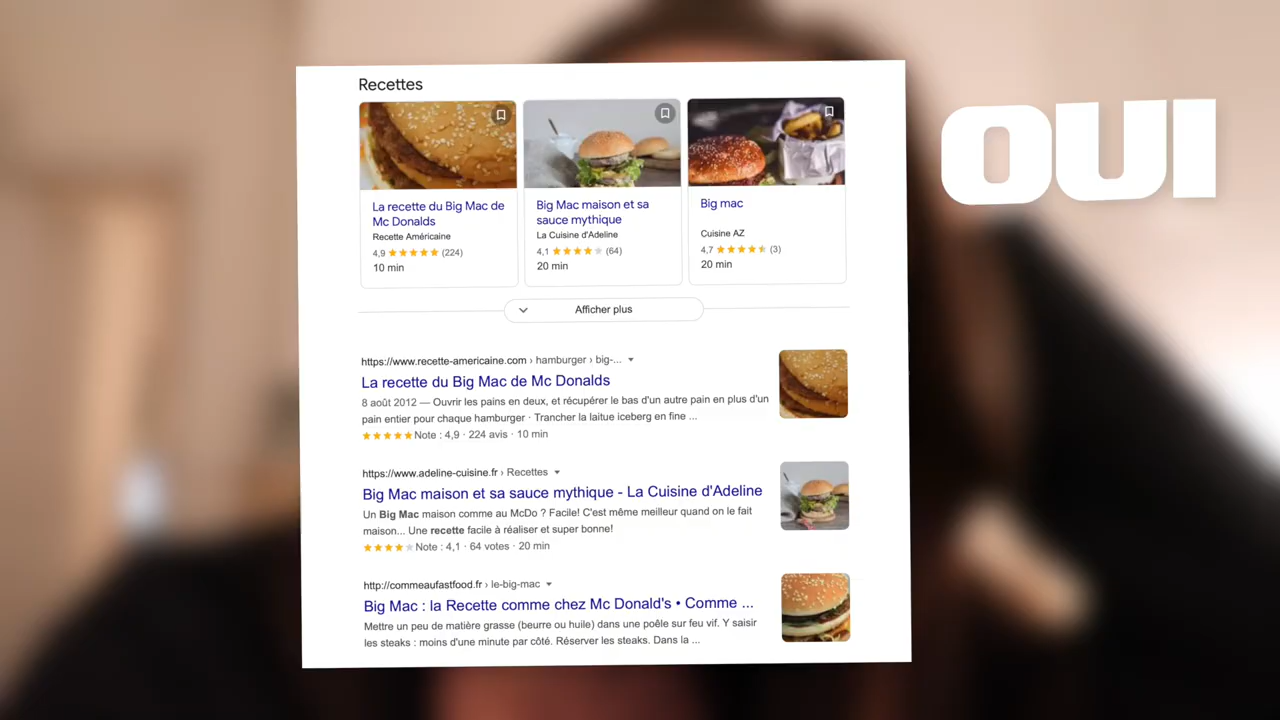 Recettes
OUI
La recette du Big Mac de
Mc Donalds
Recette Américaine
4,9 (224)
10 min
Big Mac maison et sa
sauce mythique
La Cuisine d'Adeline
4,1 (64)
20 min
Big mac
Cuisine AZ
4,7 (3)
20 min
Afficher plus
https://www.recette-americaine.com › hamburger › big-...
La recette du Big Mac de Mc Donalds
8 août 2012 — Ouvrir les pains en deux, et récupérer le bas d'un autre pain en plus d'un
pain entier pour chaque hamburger · Trancher la laitue iceberg en fine ...
Note : 4,9 · 224 avis · 10 min
https://www.adeline-cuisine.fr › Recettes
Big Mac maison et sa sauce mythique - La Cuisine d'Adeline
Un Big Mac maison comme au McDo ? Facile! C'est même meilleur quand on le fait
maison... Une recette facile à réaliser et super bonne!
Note : 4,1 · 64 votes · 20 min
http://commeaufastfood.fr › le-big-mac
Big Mac : la Recette comme chez Mc Donald's • Comme ...
Mettre un peu de matière grasse (beurre ou huile) dans une poêle sur feu vif. Y saisir
les steaks : moins d'une minute par côté. Réserver les steaks. Dans la ...